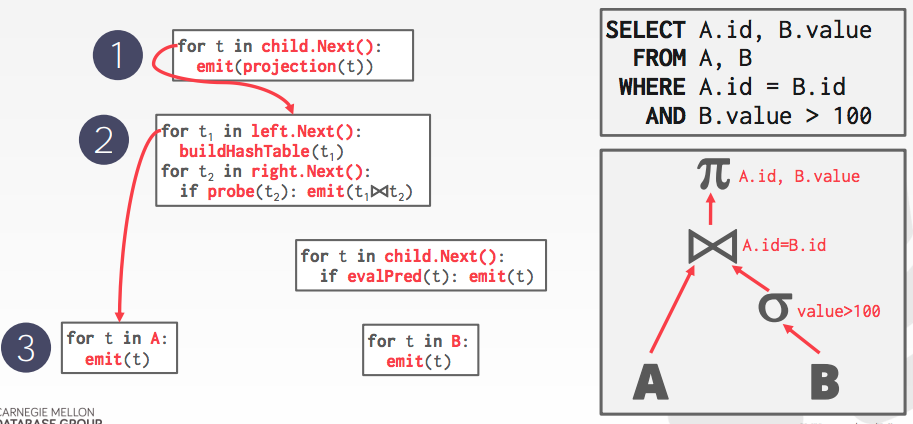 1
for t in child.Next():
emit(projection(t))
2
for t₁ in left.Next():
buildHashTable(t₁)
for t₂ in right.Next():
if probe(t₂): emit(t₁⨝t₂)
for t in child.Next():
if evalPred(t): emit(t)
3
for t in A:
emit(t)
for t in B:
emit(t)
SELECT A.id, B.value
FROM A, B
WHERE A.id = B.id
AND B.value > 100
π A.id, B.value
⨝ A.id=B.id
σ value>100
A B
CARNEGIE MELLON
DATABASE GROUP